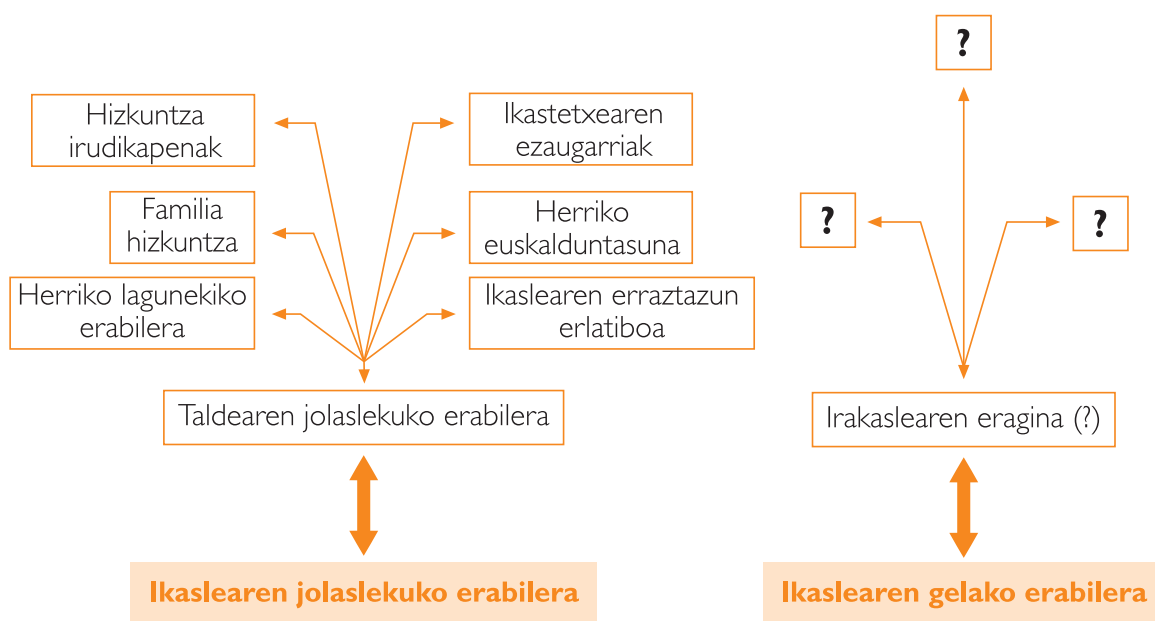 Hizkuntza
irudikapenak
Ikastetxearen
ezaugarriak
Familia
hizkuntza
Herriko
euskalduntasuna
Herriko lagunekiko
erabilera
Ikaslearen erraztazun
erlatiboa
Taldearen jolaslekuko erabilera
Ikaslearen jolaslekuko erabilera
?
?
?
Irakaslearen eragina (?)
Ikaslearen gelako erabilera